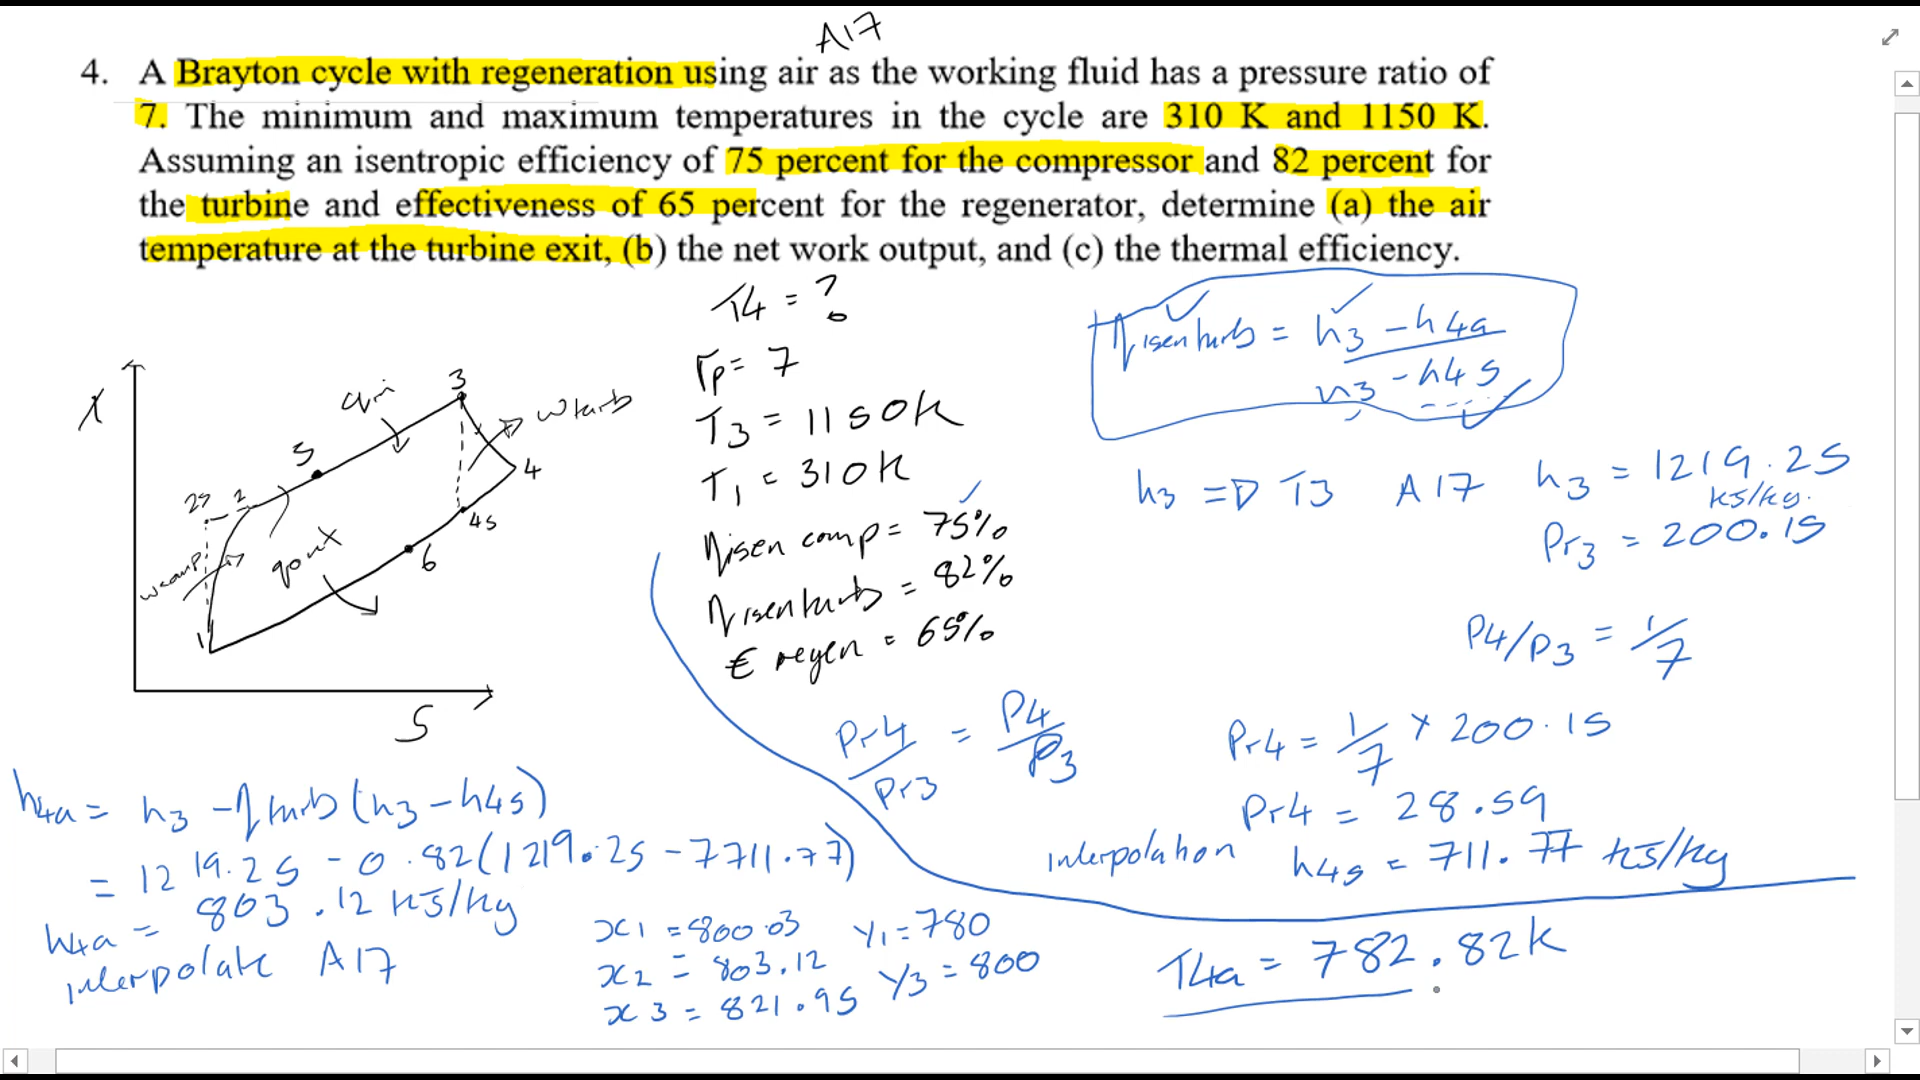 A17
4. A Brayton cycle with regeneration using air as the working fluid has a pressure ratio of
7. The minimum and maximum temperatures in the cycle are 310 K and 1150 K.
Assuming an isentropic efficiency of 75 percent for the compressor and 82 percent for
the turbine and effectiveness of 65 percent for the regenerator, determine (a) the air
temperature at the turbine exit, (b) the net work output, and (c) the thermal efficiency.
T4 = ?
rp = 7
T3 = 1150K
T1 = 310K
ηisen comp = 75%
ηisenturb = 82%
€ regen = 65%
ηisenturb = h3 - h4a / h3 - h4s
h3 => T3 A17 h3 = 1219.25
kJ/kg.
Pr3 = 200.15
P4/P3 = 1/7
Pr4/Pr3 = P4/P3
Pr4 = 1/7 × 200.15
Pr4 = 28.59
interpolation h4s = 711.77 kJ/kg
qin
3
wturb
5
4
2s 2
4s
wcomp
qout
6
1
S
h4a = h3 - ηturb(h3 - h4s)
= 1219.25 - 0.82(1219.25 - 7711.77)
h4a = 803.12 kJ/kg
interpolate A17
x1 = 800.03 y1 = 780
x2 = 803.12
x3 = 821.95 y3 = 800
T4a = 782.82K